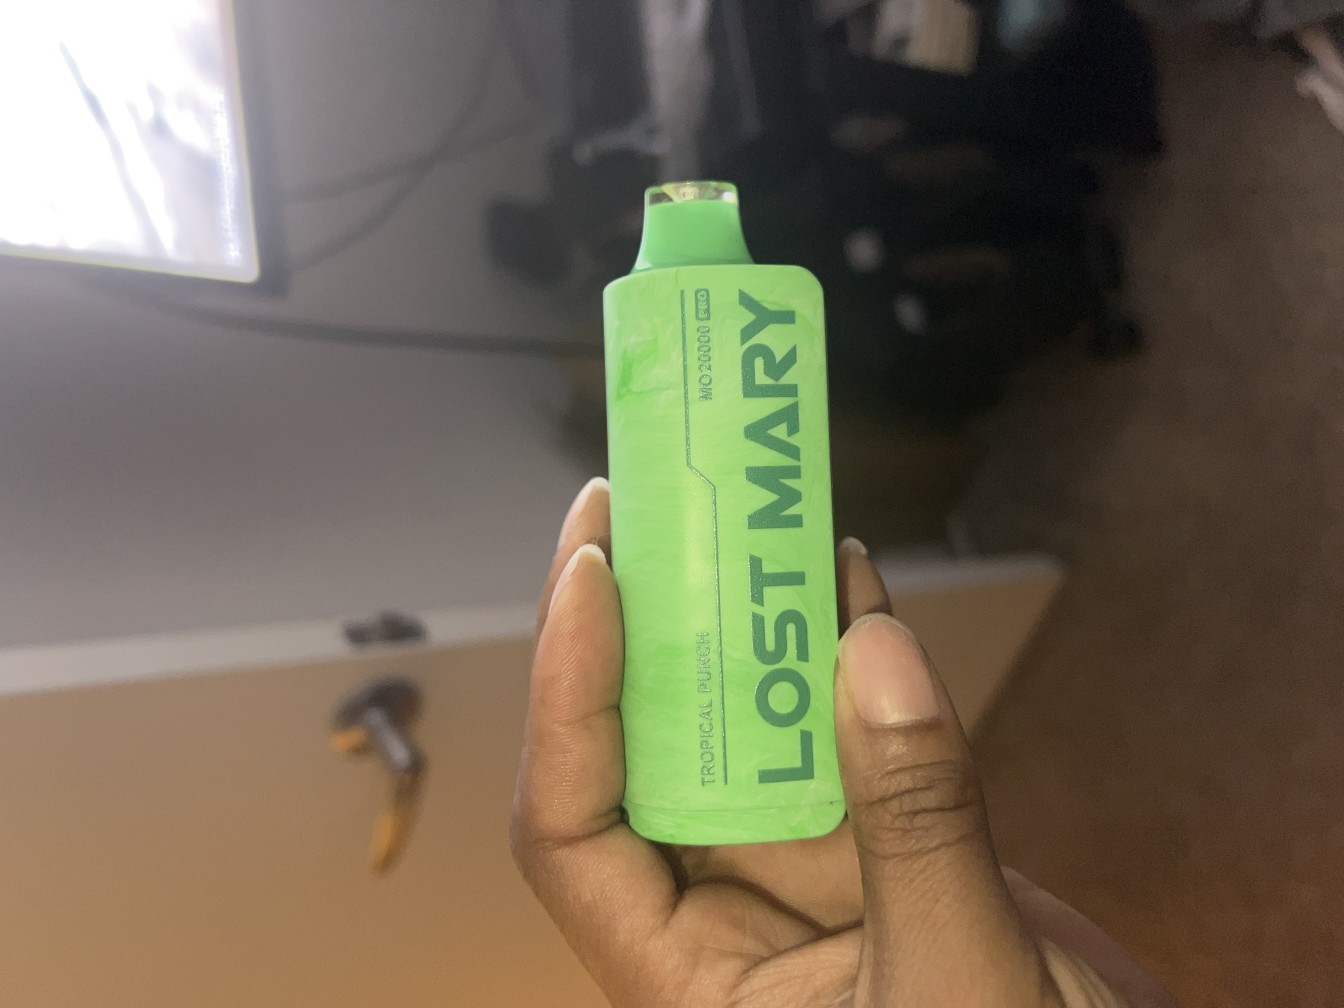 TROPICAL PUNCH MO20000 PRO
LOST MARY